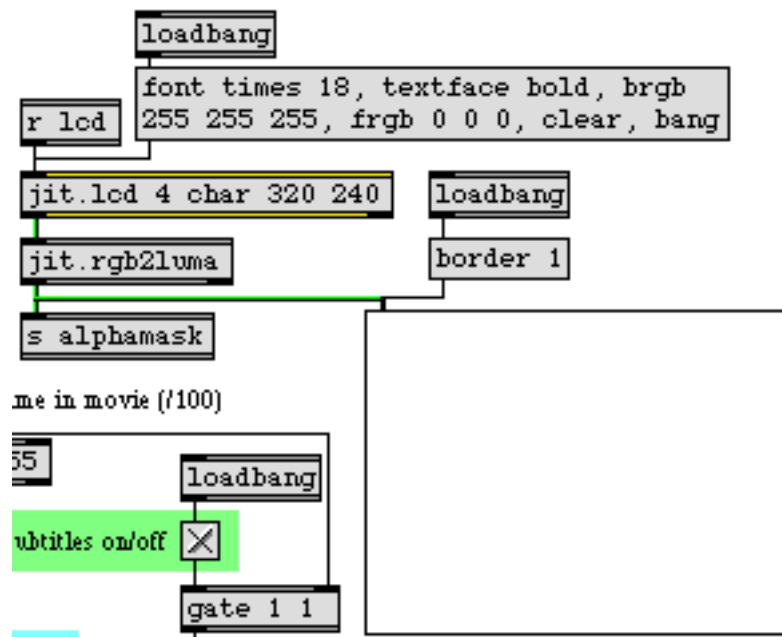 loadbang
font times 18, textface bold, brgb
255 255 255, frgb 0 0 0, clear, bang
r lcd
jit.lcd 4 char 320 240
loadbang
jit.rgb2luma
border 1
s alphamask
me in movie (/100)
55
loadbang
ubtitles on/off
gate 1 1